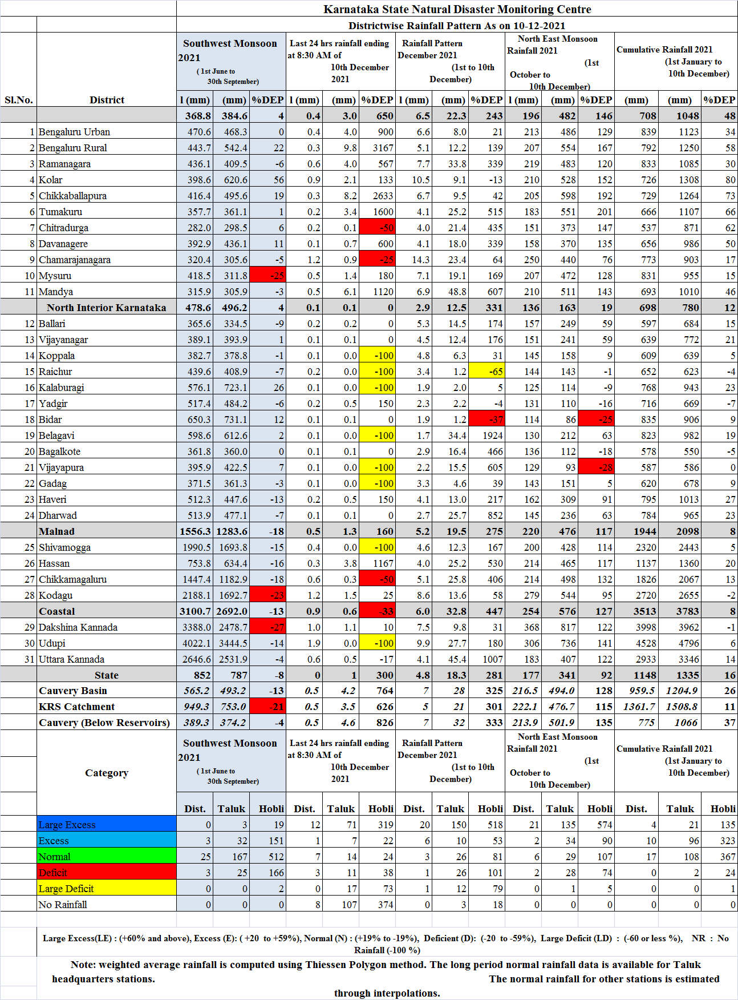 Karnataka State Natural Disaster Monitoring Centre
Districtwise Rainfall Pattern As on 10-12-2021
Sl.No. District Southwest Monsoon 2021 ( 1st June to 30th September) Last 24 hrs rainfall ending at 8:30 AM of 10th December 2021 Rainfall Pattern December 2021 (1st to 10th December) North East Monsoon Rainfall 2021 (1st October to 10th December) Cumulative Rainfall 2021 (1st January to 10th December)
l (mm) (mm) %DEP l (mm) (mm) %DEP l (mm) (mm) %DEP l (mm) (mm) %DEP (mm) (mm) %DEP
368.8 384.6 4 0.4 3.0 650 6.5 22.3 243 196 482 146 708 1048 48
1 Bengaluru Urban 470.6 468.3 0 0.4 4.0 900 6.6 8.0 21 213 486 129 839 1123 34
2 Bengaluru Rural 443.7 542.4 22 0.3 9.8 3167 5.1 12.2 139 207 554 167 792 1250 58
3 Ramanagara 436.1 409.5 -6 0.6 4.0 567 7.7 33.8 339 219 483 120 833 1085 30
4 Kolar 398.6 620.6 56 0.9 2.1 133 10.5 9.1 -13 210 528 152 726 1308 80
5 Chikkaballapura 416.4 495.6 19 0.3 8.2 2633 6.7 9.5 42 205 598 192 729 1264 73
6 Tumakuru 357.7 361.1 1 0.2 3.4 1600 4.1 25.2 515 183 551 201 666 1107 66
7 Chitradurga 282.0 298.5 6 0.2 0.1 -50 4.0 21.4 435 151 373 147 537 871 62
8 Davanagere 392.9 436.1 11 0.1 0.7 600 4.1 18.0 339 158 370 135 656 986 50
9 Chamarajanagara 320.4 305.6 -5 1.2 0.9 -25 14.3 23.4 64 250 440 76 773 903 17
10 Mysuru 418.5 311.8 -25 0.5 1.4 180 7.1 19.1 169 207 472 128 831 955 15
11 Mandya 315.9 305.9 -3 0.5 6.1 1120 6.9 48.8 607 210 511 143 693 1010 46
North Interior Karnataka 478.6 496.2 4 0.1 0.1 0 2.9 12.5 331 136 163 19 698 780 12
12 Ballari 365.6 334.5 -9 0.2 0.2 0 5.3 14.5 174 157 249 59 597 684 15
13 Vijayanagar 389.1 393.9 1 0.1 0.1 0 4.5 12.4 176 151 241 59 639 772 21
14 Koppala 382.7 378.8 -1 0.1 0.0 -100 4.8 6.3 31 145 158 9 609 639 5
15 Raichur 439.6 408.9 -7 0.2 0.0 -100 3.4 1.2 -65 144 143 -1 652 623 -4
16 Kalaburagi 576.1 723.1 26 0.1 0.0 -100 1.9 2.0 5 125 114 -9 768 943 23
17 Yadgir 517.4 484.2 -6 0.2 0.5 150 2.3 2.2 -4 131 110 -16 716 669 -7
18 Bidar 650.3 731.1 12 0.1 0.1 0 1.9 1.2 -37 114 86 -25 835 906 9
19 Belagavi 598.6 612.6 2 0.1 0.0 -100 1.7 34.4 1924 130 212 63 823 982 19
20 Bagalkote 361.8 360.0 0 0.1 0.1 0 2.9 16.4 466 136 112 -18 578 550 -5
21 Vijayapura 395.9 422.5 7 0.1 0.0 -100 2.2 15.5 605 129 93 -28 587 586 0
22 Gadag 371.5 361.3 -3 0.1 0.0 -100 3.3 4.6 39 143 151 5 620 678 9
23 Haveri 512.3 447.6 -13 0.2 0.5 150 4.1 13.0 217 162 309 91 795 1013 27
24 Dharwad 513.9 477.1 -7 0.1 0.1 0 2.7 25.7 852 145 236 63 784 965 23
Malnad 1556.3 1283.6 -18 0.5 1.3 160 5.2 19.5 275 220 476 117 1944 2098 8
25 Shivamogga 1990.5 1693.8 -15 0.4 0.0 -100 4.6 12.3 167 200 428 114 2320 2443 5
26 Hassan 753.8 634.4 -16 0.3 3.8 1167 4.0 25.2 530 214 465 117 1137 1360 20
27 Chikkamagaluru 1447.4 1182.9 -18 0.6 0.3 -50 5.1 25.8 406 214 498 132 1826 2067 13
28 Kodagu 2188.1 1692.7 -23 1.2 1.5 25 8.6 13.6 58 279 544 95 2720 2655 -2
Coastal 3100.7 2692.0 -13 0.9 0.6 -33 6.0 32.8 447 254 576 127 3513 3783 8
29 Dakshina Kannada 3388.0 2478.7 -27 1.0 1.1 10 7.5 9.8 31 368 817 122 3998 3962 -1
30 Udupi 4022.1 3444.5 -14 1.9 0.0 -100 9.9 27.7 180 306 736 141 4528 4796 6
31 Uttara Kannada 2646.6 2531.9 -4 0.6 0.5 -17 4.1 45.4 1007 183 407 122 2933 3346 14
State 852 787 -8 0 1 300 4.8 18.3 281 177 341 92 1148 1335 16
Cauvery Basin 565.2 493.2 -13 0.5 4.2 764 7 28 325 216.5 494.0 128 959.5 1204.9 26
KRS Catchment 949.3 753.0 -21 0.5 3.5 626 5 21 301 222.1 476.7 115 1361.7 1508.8 11
Cauvery (Below Reservoirs) 389.3 374.2 -4 0.5 4.6 826 7 32 333 213.9 501.9 135 775 1066 37
Category Southwest Monsoon 2021 ( 1st June to 30th September) Last 24 hrs rainfall ending at 8:30 AM of 10th December 2021 Rainfall Pattern December 2021 (1st to 10th December) North East Monsoon Rainfall 2021 (1st October to 10th December) Cumulative Rainfall 2021 (1st January to 10th December)
Dist. Taluk Hobli Dist. Taluk Hobli Dist. Taluk Hobli Dist. Taluk Hobli Dist. Taluk Hobli
Large Excess 0 3 19 12 71 319 20 150 518 21 135 574 4 21 135
Excess 3 32 151 1 7 22 6 10 53 2 34 90 10 96 323
Normal 25 167 512 7 14 24 3 26 81 6 29 107 17 108 367
Deficit 3 25 166 3 11 38 1 26 101 2 28 74 0 2 24
Large Deficit 0 0 2 0 17 73 1 12 79 0 1 5 0 0 1
No Rainfall 0 0 0 8 107 374 0 3 18 0 0 0 0 0 0
Large Excess(LE) : (+60% and above), Excess (E): ( +20 to +59%), Normal (N) : (+19% to -19%), Deficient (D): (-20 to -59%), Large Deficit (LD) : (-60 or less %), NR : No
Rainfall (-100 %)
Note: weighted average rainfall is computed using Thiessen Polygon method. The long period normal rainfall data is available for Taluk
headquarters stations. The normal rainfall for other stations is estimated
through interpolations.